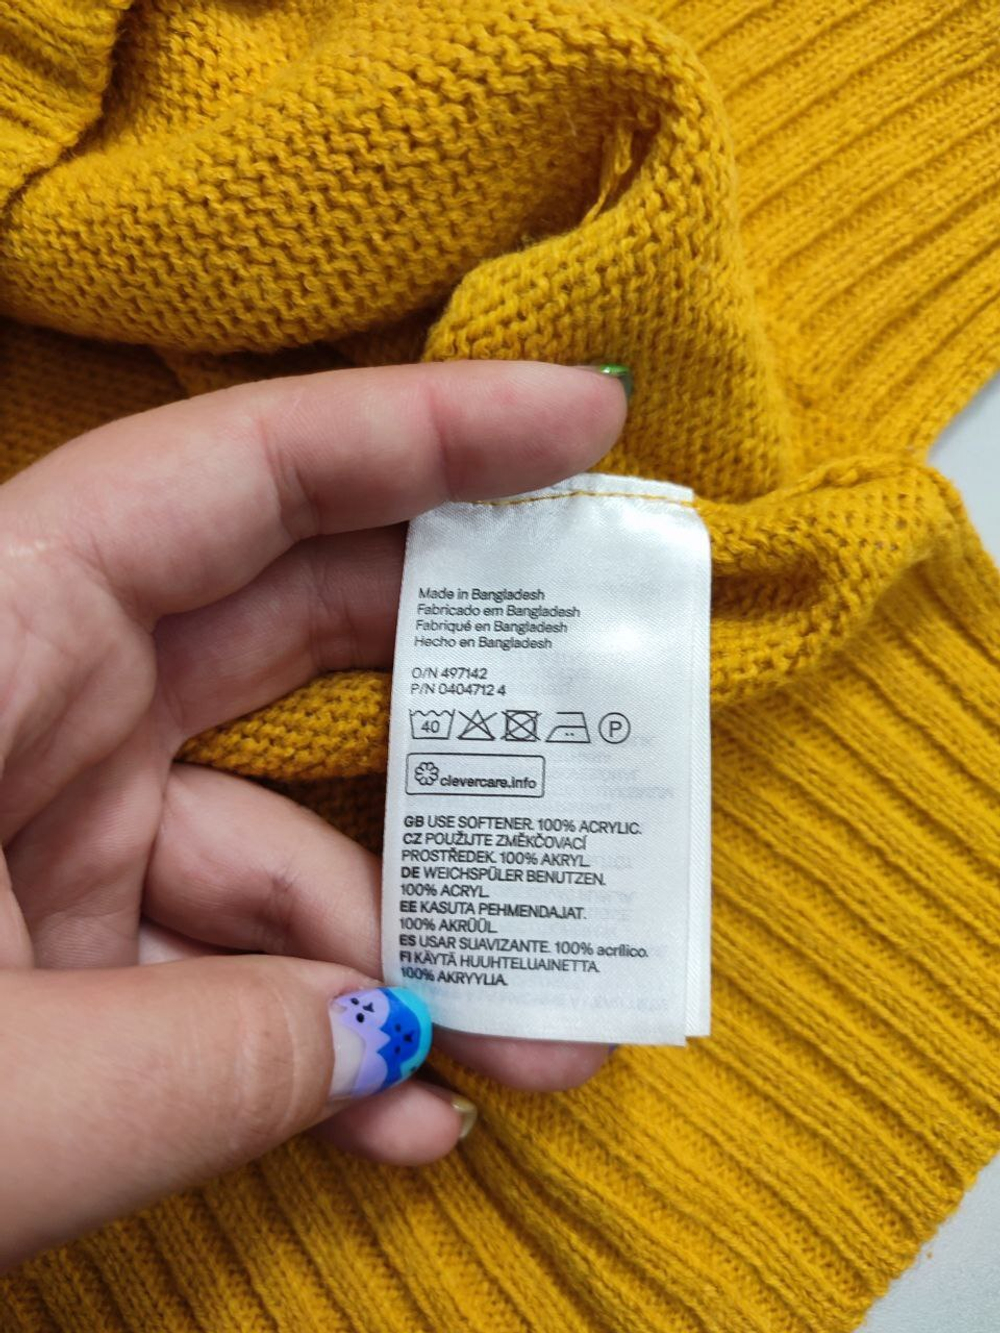 Made in Bangladesh
Fabricado em Bangladesh
Fabriqué en Bangladesh
Hecho en Bangladesh
O/N 497142
P/N 0404712 4
40 P
clevercare.info
GB USE SOFTENER. 100% ACRYLIC.
CZ POUŽIJTE ZMĚKČOVACÍ
PROSTŘEDEK. 100% AKRYL.
DE WEICHSPÜLER BENUTZEN.
100% ACRYL.
EE KASUTA PEHMENDAJAT.
100% AKRÜÜL.
ES USAR SUAVIZANTE. 100% acrílico.
FI KÄYTÄ HUUHTELUAINETTA.
100% AKRYYLIA.